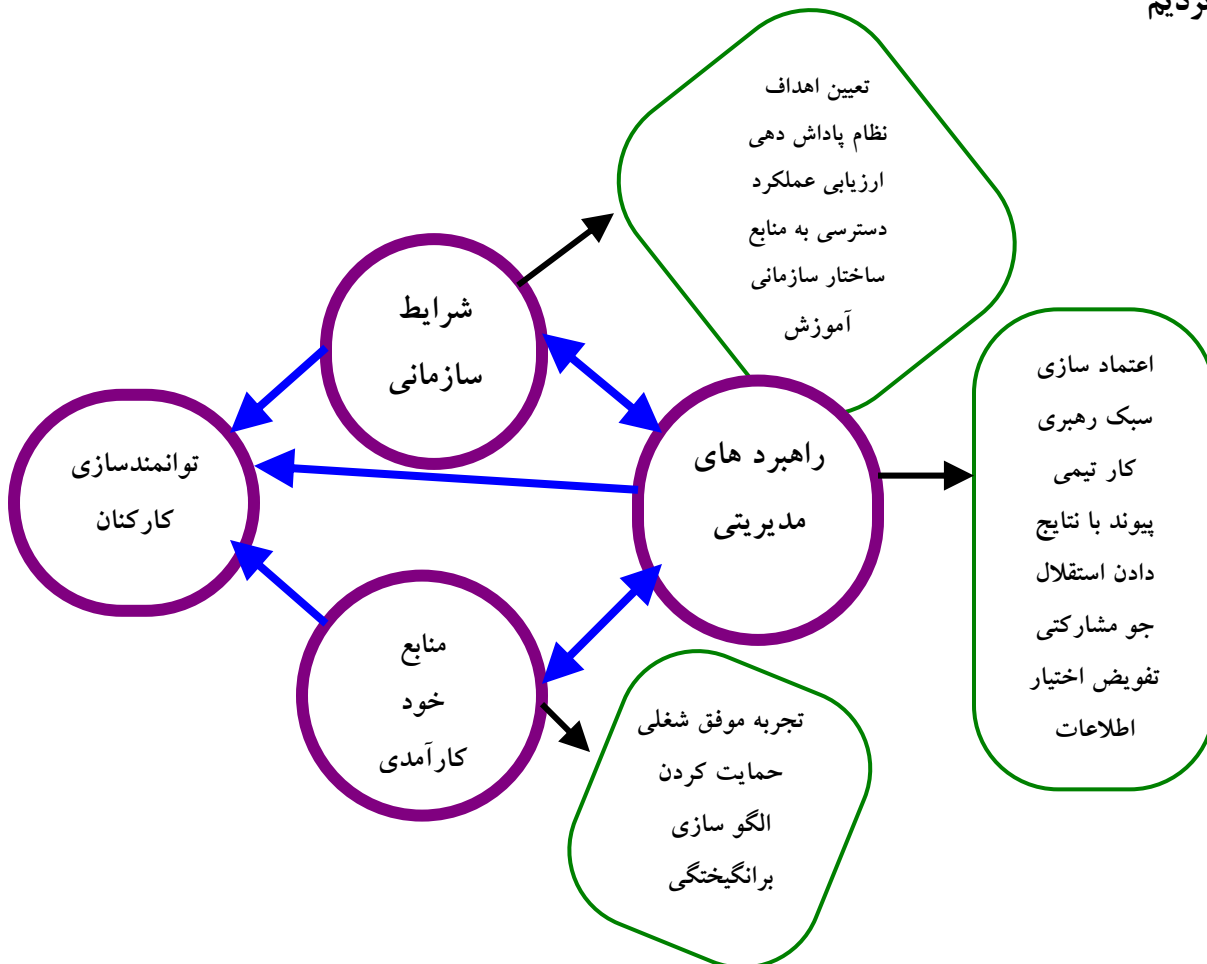 تعیین اهداف
نظام پاداش دهی
ارزیابی عملکرد
دسترسی به منابع
ساختار سازمانی
آموزش
شرایط
سازمانی
اعتماد سازی
سبک رهبری
کار تیمی
پیوند با نتایج
دادن استقلال
جو مشارکتی
تفویض اختیار
اطلاعات
راهبرد های
مدیریتی
توانمندسازی
کارکنان
منابع
خود
کارآمدی
تجربه موفق شغلی
حمایت کردن
الگو سازی
برانگیختگی